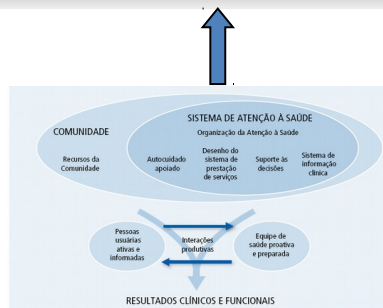 SISTEMA DE ATENÇÃO À SAÚDE
COMUNIDADE
Organização da Atenção à Saúde
Recursos da
Comunidade
Autocuidado
apoiado
Desenho do
sistema de
prestação
de serviços
Suporte às
decisões
Sistema de
informação
clínica
Pessoas
usuárias
ativas e
informadas
Interações
produtivas
Equipe de
saúde proativa
e preparada
RESULTADOS CLÍNICOS E FUNCIONAIS